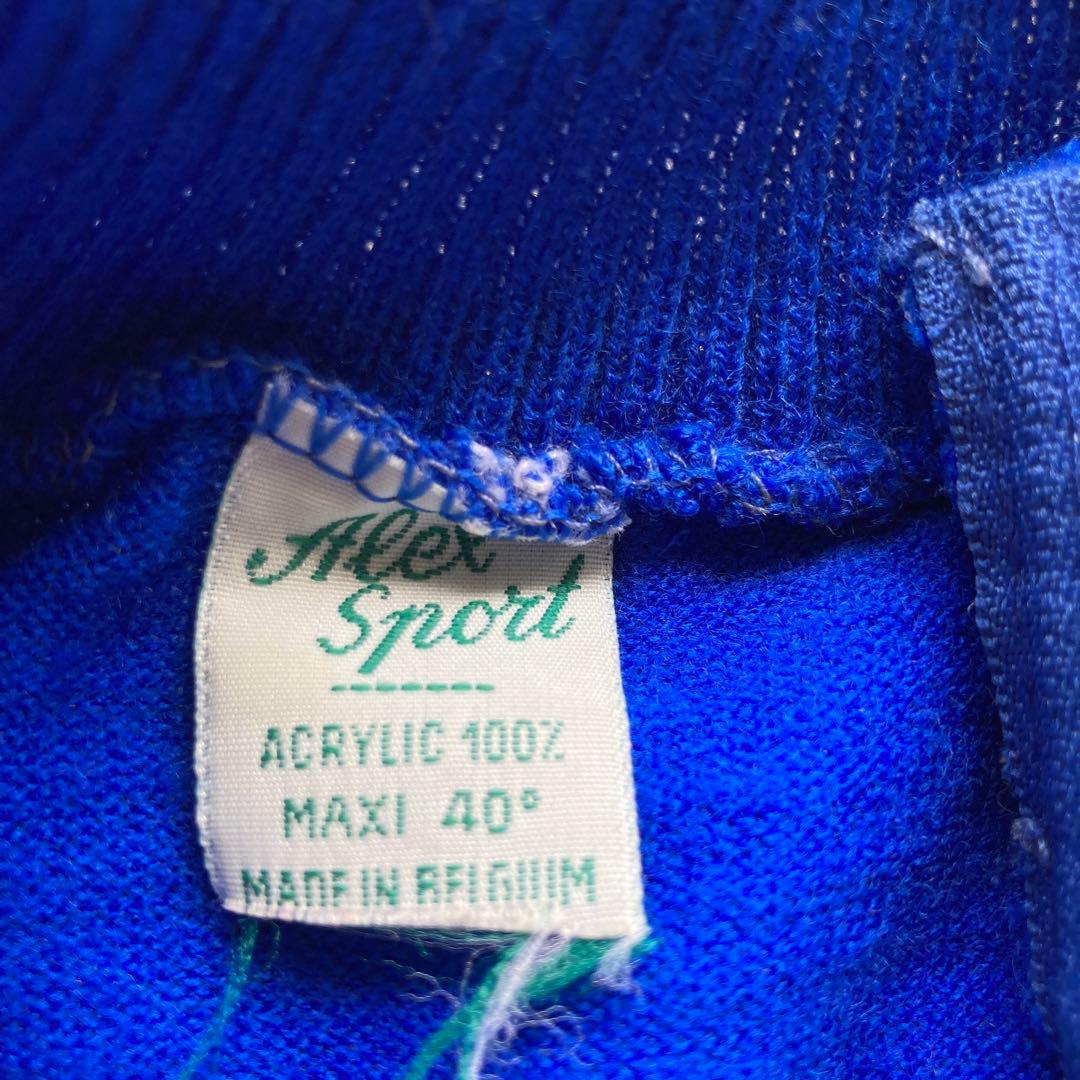 Alex
Sport
ACRYLIC 100%
MAXI 40°
MADE IN BELGIUM